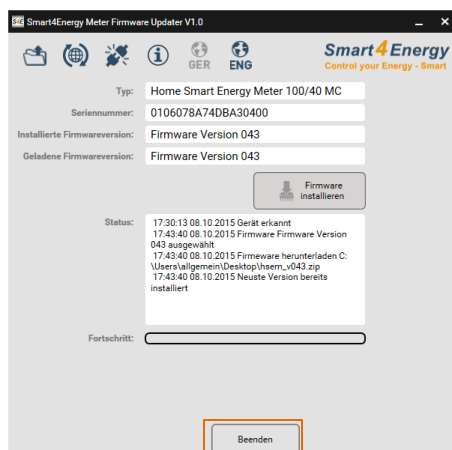 S4E Smart4Energy Meter Firmware Updater V1.0
GER
ENG
Smart4Energy
Control your Energy - Smart
Typ: Home Smart Energy Meter 100/40 MC
Seriennummer: 0106078A74DBA30400
Installierte Firmwareversion: Firmware Version 043
Geladene Firmwareversion: Firmware Version 043
Firmware
installieren
Status: 17:30:13 08.10.2015 Gerät erkannt
17:43:40 08.10.2015 Firmware Firmware Version
043 ausgewählt
17:43:40 08.10.2015 Firmeware herunterladen C:
\Users\allgemein\Desktop\hsem_v043.zip
17:43:40 08.10.2015 Neuste Version bereits
installiert
Fortschritt:
Beenden